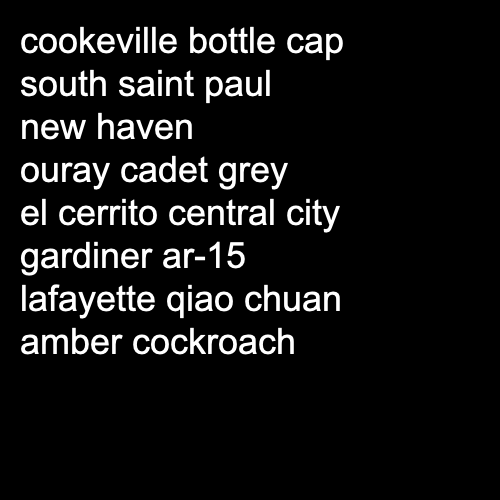 cookeville bottle cap
south saint paul
new haven
ouray cadet grey
el cerrito central city
gardiner ar-15
lafayette qiao chuan
amber cockroach